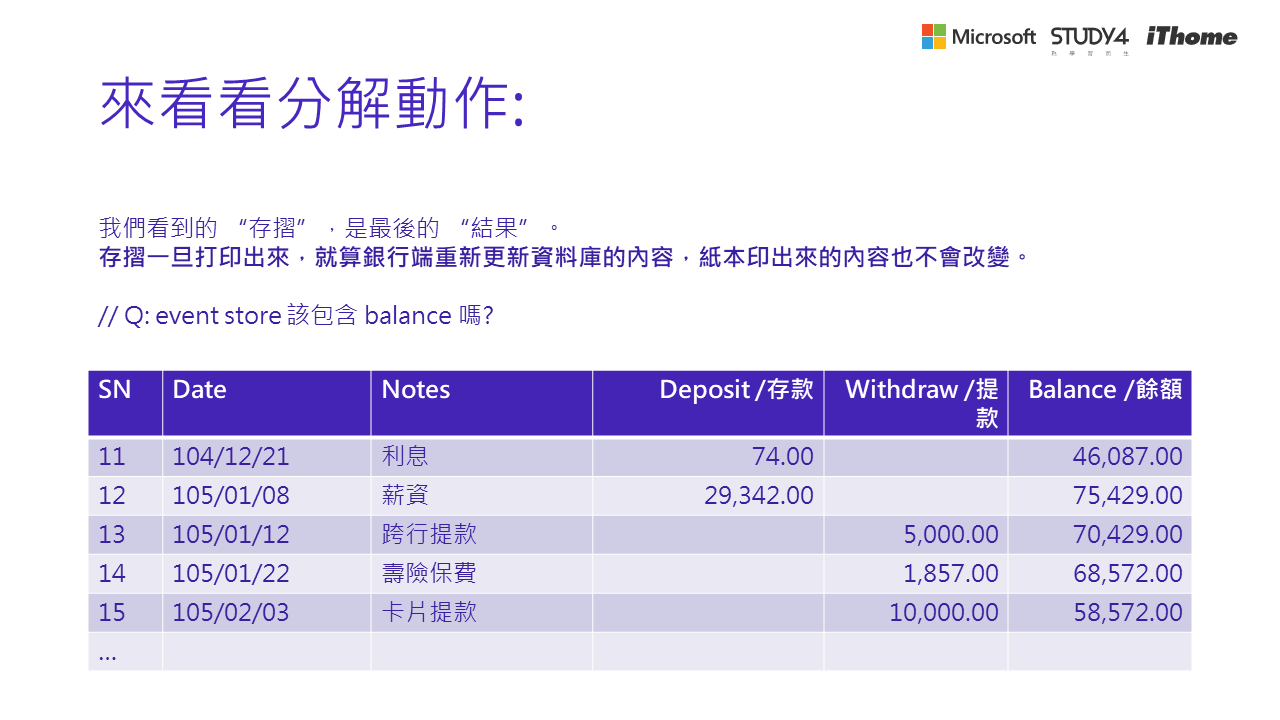 Microsoft STUDY4 iThome
為學習而生
來看看分解動作:
我們看到的 “存摺”，是最後的 “結果”。
存摺一旦打印出來，就算銀行端重新更新資料庫的內容，紙本印出來的內容也不會改變。
// Q: event store 該包含 balance 嗎?
SN Date Notes Deposit /存款 Withdraw /提款 Balance /餘額
11 104/12/21 利息 74.00 46,087.00
12 105/01/08 薪資 29,342.00 75,429.00
13 105/01/12 跨行提款 5,000.00 70,429.00
14 105/01/22 壽險保費 1,857.00 68,572.00
15 105/02/03 卡片提款 10,000.00 58,572.00
...